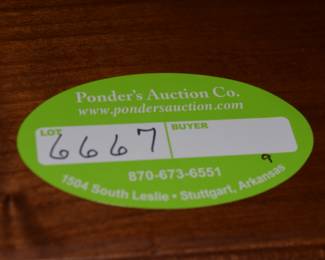 Ponder's Auction Co.
www.pondersauction.com
LOT BUYER
6667
9
870-673-6551
1504 South Leslie • Stuttgart, Arkansas